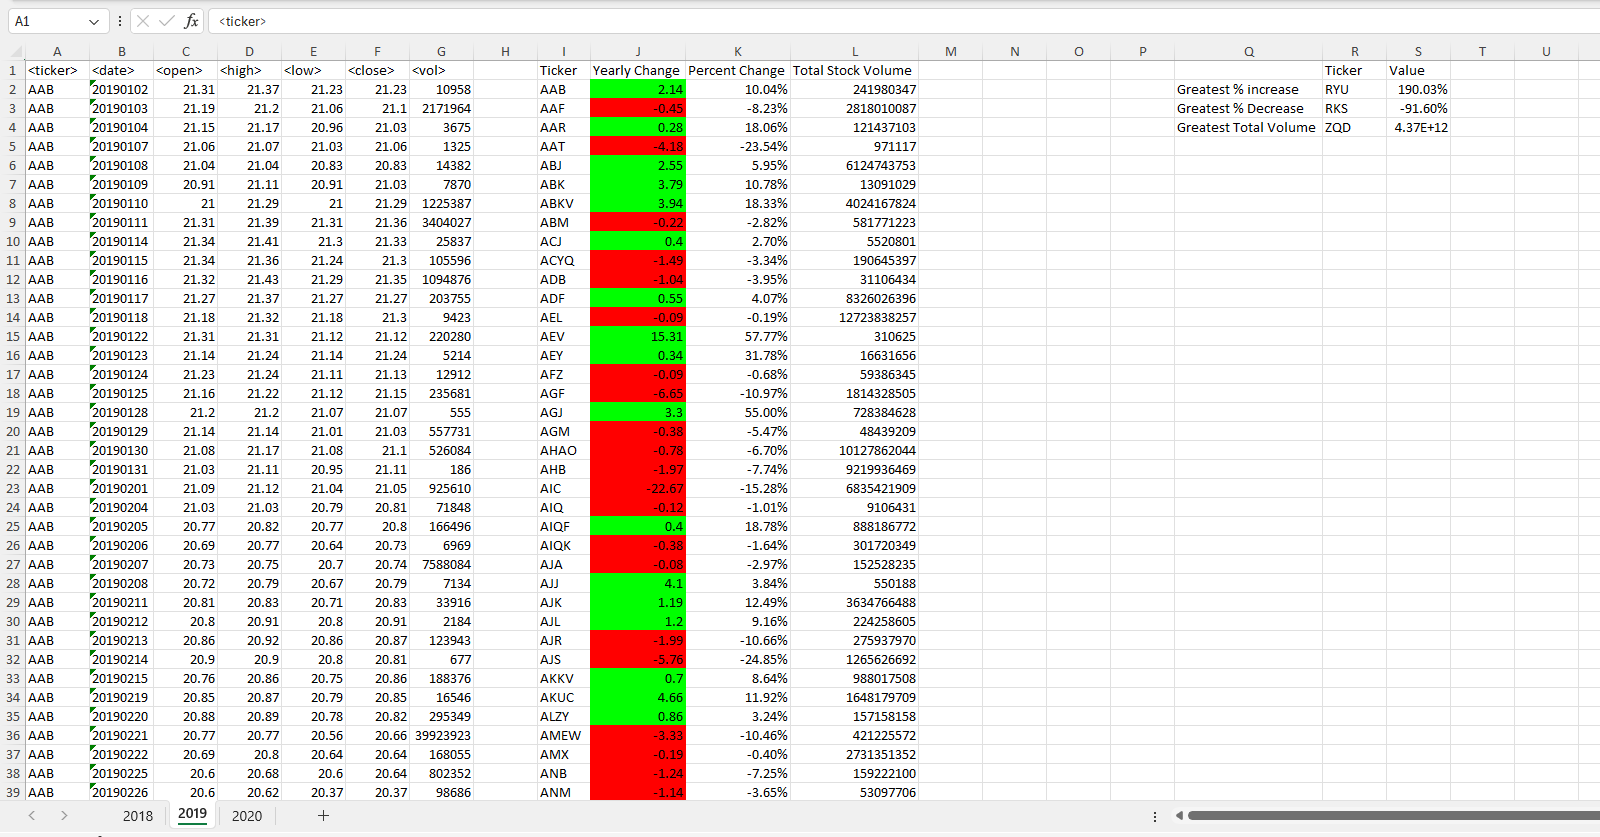 A1 fx <ticker>
A B C D E F G H I J K L M N O P Q R S T U
1 <ticker> <date> <open> <high> <low> <close> <vol> Ticker Yearly Change Percent Change Total Stock Volume Ticker Value
2 AAB 20190102 21.31 21.37 21.23 21.23 10958 AAB 2.14 10.04% 241980347 Greatest % increase RYU 190.03%
3 AAB 20190103 21.19 21.2 21.06 21.1 2171964 AAF -0.45 -8.23% 2818010087 Greatest % Decrease RKS -91.60%
4 AAB 20190104 21.15 21.17 20.96 21.03 3675 AAR 0.28 18.06% 121437103 Greatest Total Volume ZQD 4.37E+12
5 AAB 20190107 21.06 21.07 21.03 21.06 1325 AAT -4.18 -23.54% 971117
6 AAB 20190108 21.04 21.04 20.83 20.83 14382 ABJ 2.55 5.95% 6124743753
7 AAB 20190109 20.91 21.11 20.91 21.03 7870 ABK 3.79 10.78% 13091029
8 AAB 20190110 21 21.29 21 21.29 1225387 ABKV 3.94 18.33% 4024167824
9 AAB 20190111 21.31 21.39 21.31 21.36 3404027 ABM -0.22 -2.82% 581771223
10 AAB 20190114 21.34 21.41 21.3 21.33 25837 ACJ 0.4 2.70% 5520801
11 AAB 20190115 21.34 21.36 21.24 21.3 105596 ACYQ -1.49 -3.34% 190645397
12 AAB 20190116 21.32 21.43 21.29 21.35 1094876 ADB -1.04 -3.95% 31106434
13 AAB 20190117 21.27 21.37 21.27 21.27 203755 ADF 0.55 4.07% 8326026396
14 AAB 20190118 21.18 21.32 21.18 21.3 9423 AEL -0.09 -0.19% 12723838257
15 AAB 20190122 21.31 21.31 21.12 21.12 220280 AEV 15.31 57.77% 310625
16 AAB 20190123 21.14 21.24 21.14 21.24 5214 AEY 0.34 31.78% 16631656
17 AAB 20190124 21.23 21.24 21.11 21.13 12912 AFZ -0.09 -0.68% 59386345
18 AAB 20190125 21.16 21.22 21.12 21.15 235681 AGF -6.65 -10.97% 1814328505
19 AAB 20190128 21.2 21.2 21.07 21.07 555 AGJ 3.3 55.00% 728384628
20 AAB 20190129 21.14 21.14 21.01 21.03 557731 AGM -0.38 -5.47% 48439209
21 AAB 20190130 21.08 21.17 21.08 21.1 526084 AHAO -0.78 -6.70% 10127862044
22 AAB 20190131 21.03 21.11 20.95 21.11 186 AHB -1.97 -7.74% 9219936469
23 AAB 20190201 21.09 21.12 21.04 21.05 925610 AIC -22.67 -15.28% 6835421909
24 AAB 20190204 21.03 21.03 20.79 20.81 71848 AIQ -0.12 -1.01% 9106431
25 AAB 20190205 20.77 20.82 20.77 20.8 166496 AIQF 0.4 18.78% 888186772
26 AAB 20190206 20.69 20.77 20.64 20.73 6969 AIQK -0.38 -1.64% 301720349
27 AAB 20190207 20.73 20.75 20.7 20.74 7588084 AJA -0.08 -2.97% 152528235
28 AAB 20190208 20.72 20.79 20.67 20.79 7134 AJJ 4.1 3.84% 550188
29 AAB 20190211 20.81 20.83 20.71 20.83 33916 AJK 1.19 12.49% 3634766488
30 AAB 20190212 20.8 20.91 20.8 20.91 2184 AJL 1.2 9.16% 224258605
31 AAB 20190213 20.86 20.92 20.86 20.87 123943 AJR -1.99 -10.66% 275937970
32 AAB 20190214 20.9 20.9 20.8 20.81 677 AJS -5.76 -24.85% 1265626692
33 AAB 20190215 20.76 20.86 20.75 20.86 188376 AKKV 0.7 8.64% 988017508
34 AAB 20190219 20.85 20.87 20.79 20.85 16546 AKUC 4.66 11.92% 1648179709
35 AAB 20190220 20.88 20.89 20.78 20.82 295349 ALZY 0.86 3.24% 157158158
36 AAB 20190221 20.77 20.77 20.56 20.66 39923923 AMEW -3.33 -10.46% 421225572
37 AAB 20190222 20.69 20.8 20.64 20.64 168055 AMX -0.19 -0.40% 2731351352
38 AAB 20190225 20.6 20.68 20.6 20.64 802352 ANB -1.24 -7.25% 159222100
39 AAB 20190226 20.6 20.62 20.37 20.37 98686 ANM -1.14 -3.65% 53097706
2018 2019 2020 +